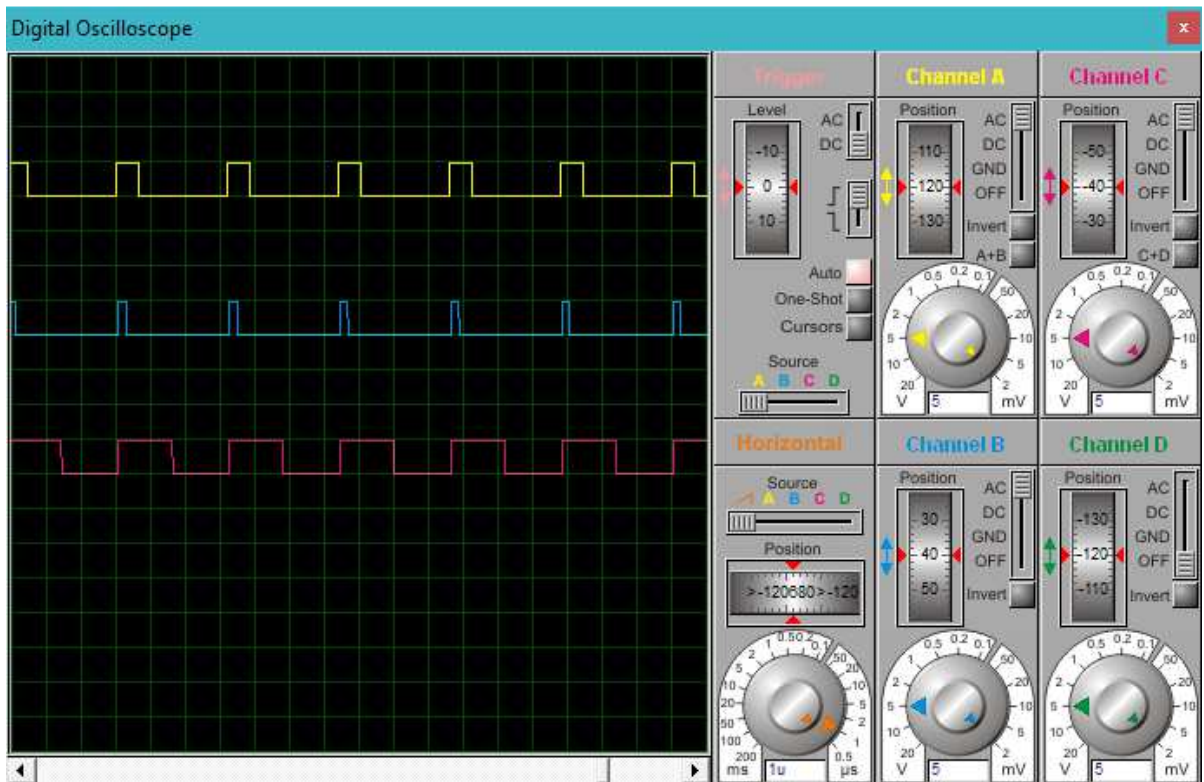 Digital Oscilloscope
x
Trigger
Level
-10
0
10
AC
DC
Auto
One-Shot
Cursors
Source
A B C D
Channel A
Position
110
-120
-130
AC
DC
GND
OFF
Invert
A+B
20 10 5 2 1 0.5 0.2 0.1 50 20 10 5 2
V
5
mV
Channel C
Position
-50
-40
-30
AC
DC
GND
OFF
Invert
C+D
20 10 5 2 1 0.5 0.2 0.1 50 20 10 5 2
V
5
mV
Horizontal
Source
A B C D
Position
>-120680>-120
200 100 50 20 10 5 2 1 0.5 0.2 0.1 50 20 10 5 2 1 0.5
ms
1u
µs
Channel B
Position
30
40
50
AC
DC
GND
OFF
Invert
20 10 5 2 1 0.5 0.2 0.1 50 20 10 5 2
V
5
mV
Channel D
Position
-130
-120
-110
AC
DC
GND
OFF
Invert
20 10 5 2 1 0.5 0.2 0.1 50 20 10 5 2
V
5
mV